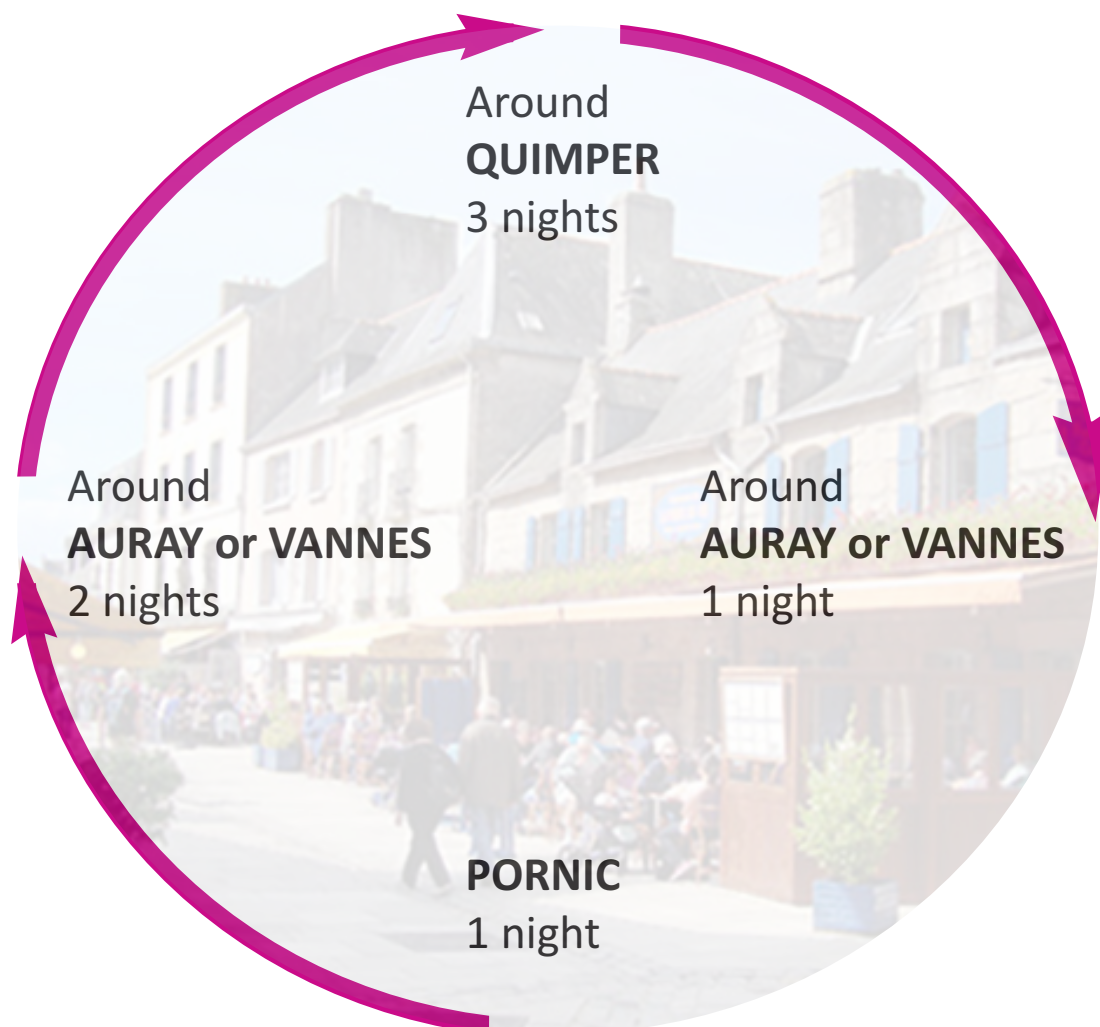 Around
QUIMPER
3 nights
Around
AURAY or VANNES
2 nights
Around
AURAY or VANNES
1 night
PORNIC
1 night